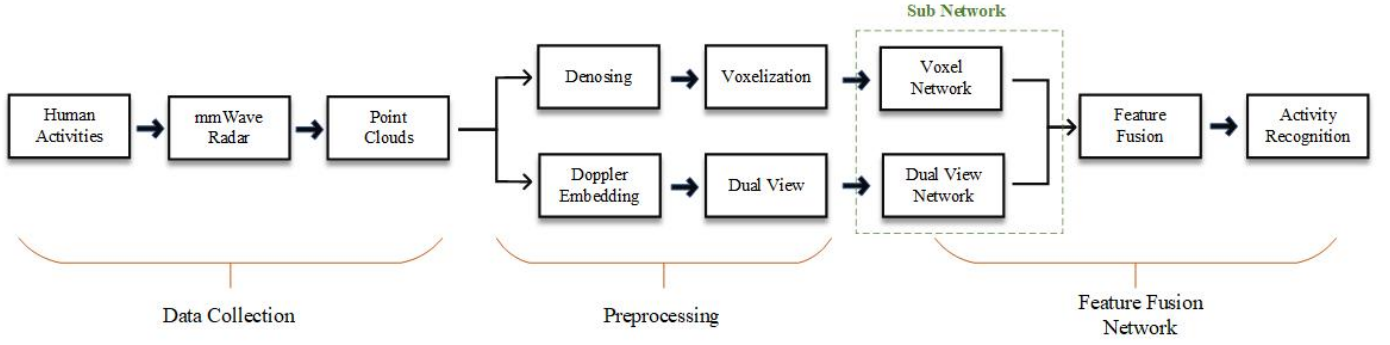 Sub Network
Human
Activities
mmWave
Radar
Point
Clouds
Denosing
Voxelization
Voxel
Network
Doppler
Embedding
Dual View
Dual View
Network
Feature
Fusion
Activity
Recognition
Data Collection
Preprocessing
Feature Fusion
Network